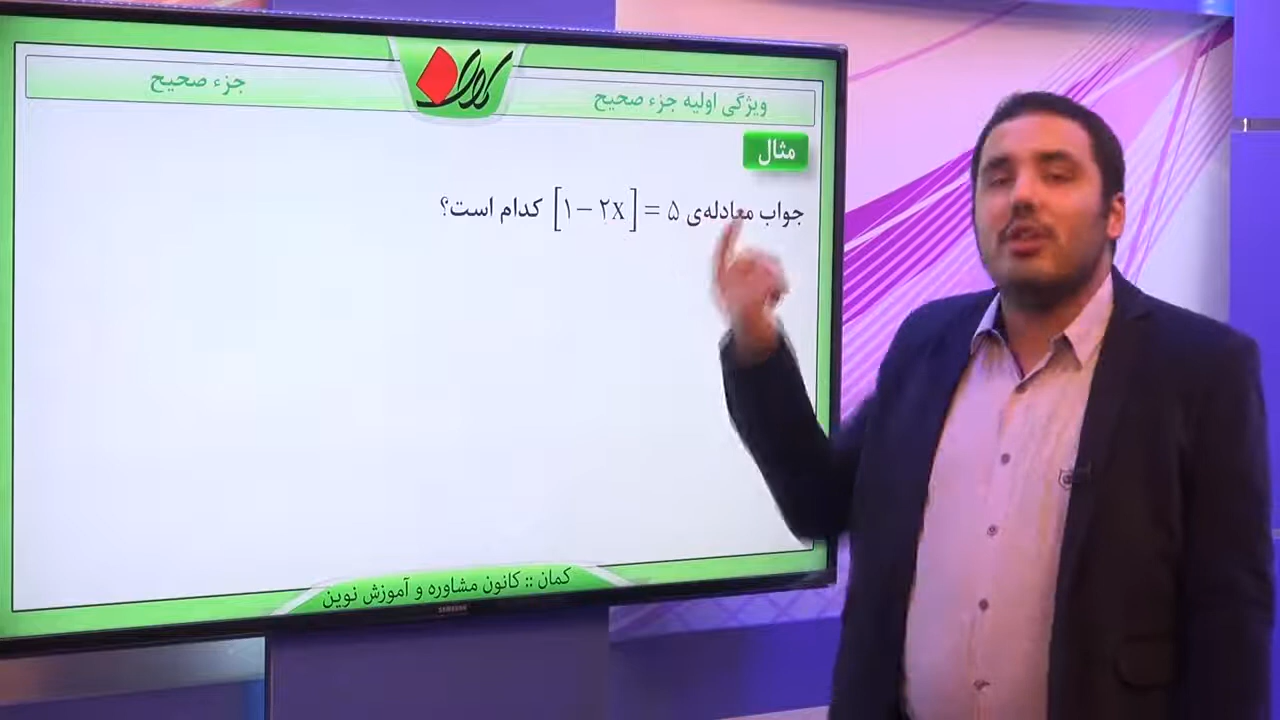 ویژگی اولیه جزء صحیح
جزء صحیح
مثال
جواب معادله‌ی [۱ − ۲x] = ۵ کدام است؟
کمان :: کانون مشاوره و آموزش نوین
SAMSUNG